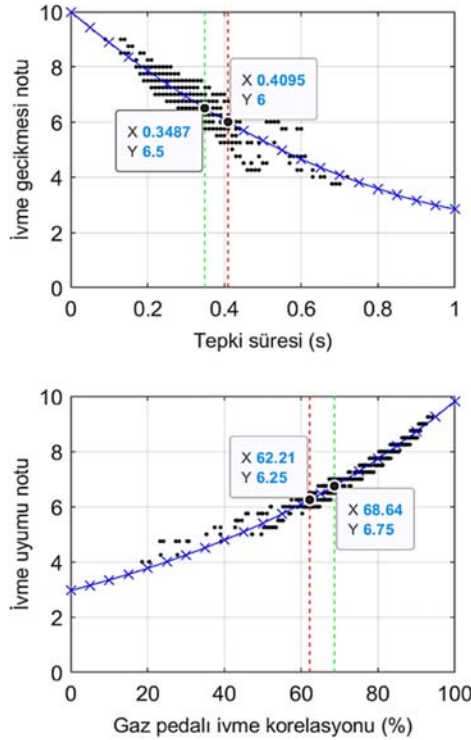 10
8
6
4
2
0
İvme gecikmesi notu
X 0.4095
Y 6
X 0.3487
Y 6.5
0 0.2 0.4 0.6 0.8 1
Tepki süresi (s)
10
8
6
4
2
0
İvme uyumu notu
X 62.21
Y 6.25
X 68.64
Y 6.75
0 20 40 60 80 100
Gaz pedalı ivme korelasyonu (%)